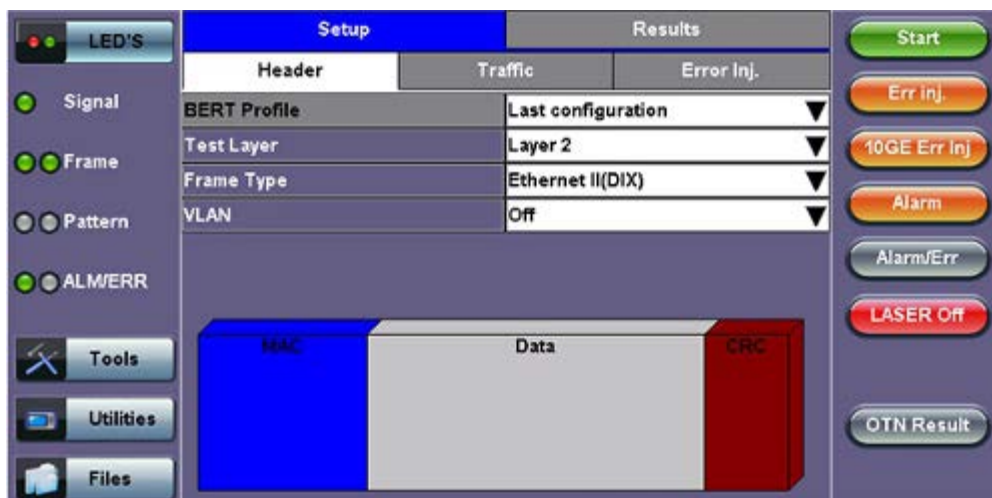 LED'S
Signal
Frame
Pattern
ALM/ERR
Tools
Utilities
Files
Setup
Results
Header
Traffic
Error Inj.
BERT Profile
Last configuration
Test Layer
Layer 2
Frame Type
Ethernet II(DIX)
VLAN
Off
MAC
Data
CRC
Start
Err inj.
10GE Err Inj
Alarm
Alarm/Err
LASER Off
OTN Result